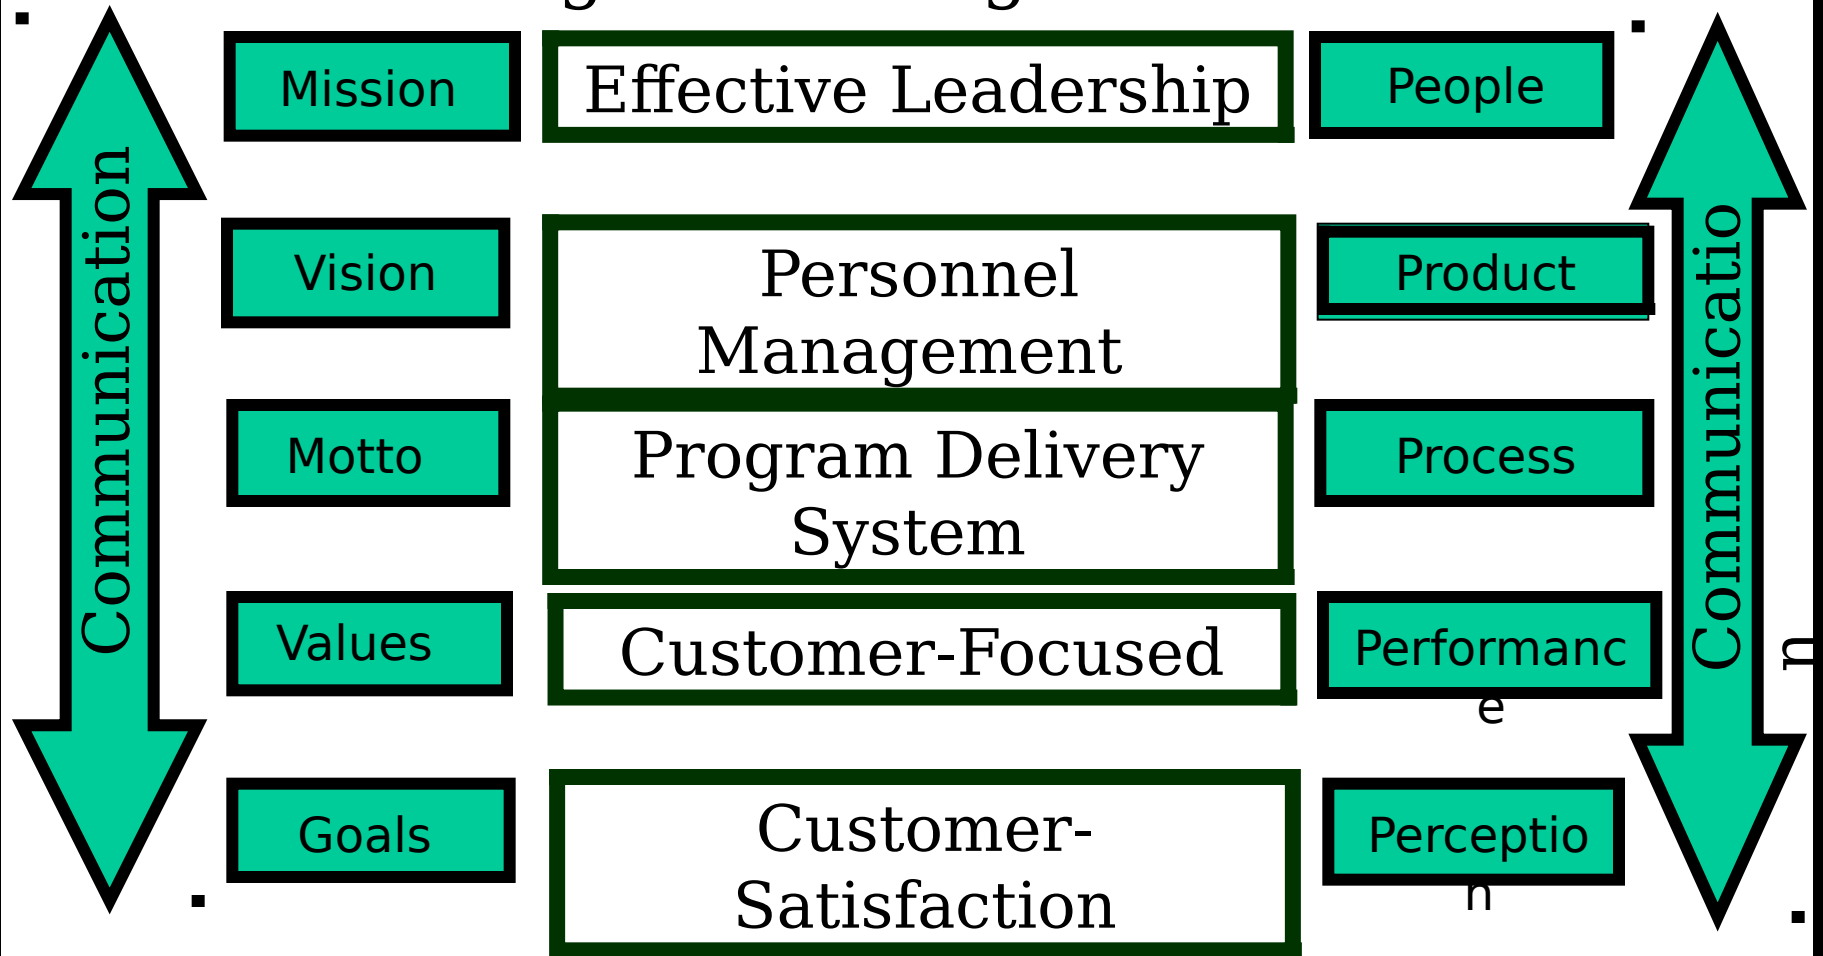 Communication
Mission
Effective Leadership
People
Vision
Personnel
Management
Product
Motto
Program Delivery
System
Process
Values
Customer-Focused
Performanc
e
Goals
Customer-
Satisfaction
Perceptio
n
Communicatio
n